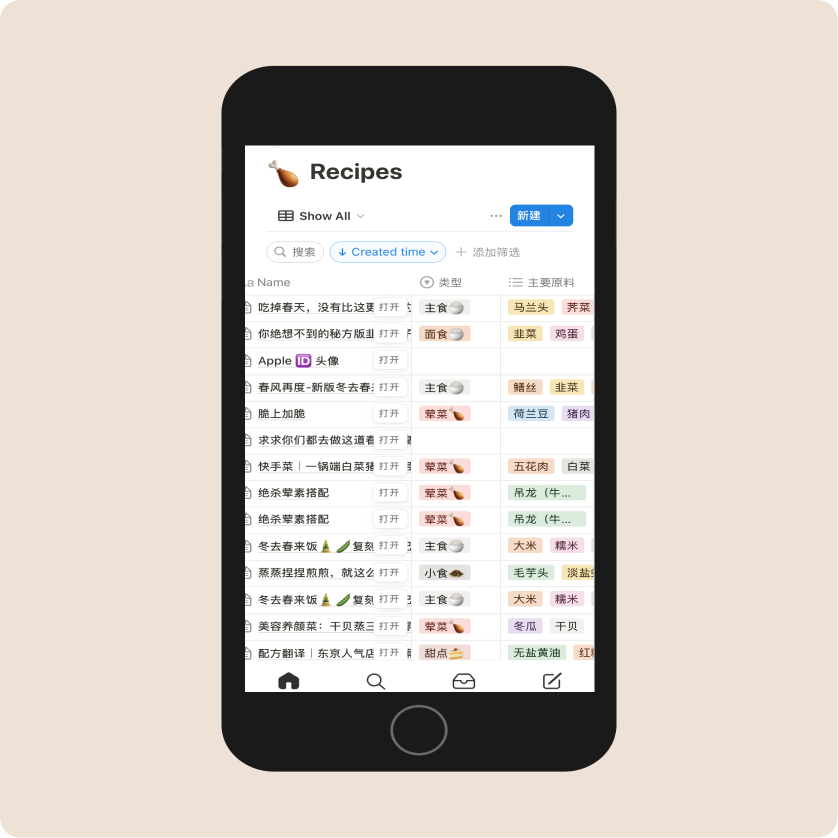 Recipes
Show All ··· 新建
搜索 Created time 添加筛选
Name 类型 主要原料
吃掉春天，没有比这更 打开 主食 马兰头 荠菜
你绝想不到的秘方版韭 打开 面食 韭菜 鸡蛋
Apple ID 头像 打开
春风再度-新版冬去春 打开 主食 鳝丝 韭菜
脆上加脆 打开 荤菜 荷兰豆 猪肉
求求你们都去做这道春 打开
快手菜｜一锅端白菜猪 打开 荤菜 五花肉 白菜
绝杀荤素搭配 打开 荤菜 吊龙（牛...
绝杀荤素搭配 打开 荤菜 吊龙（牛...
冬去春来饭 复刻 打开 主食 大米 糯米
蒸蒸捏捏煎煎，就这么 打开 小食 毛芋头 淡盐
冬去春来饭 复刻 打开 主食 大米 糯米
美容养颜菜：干贝蒸三 打开 荤菜 冬瓜 干贝
配方翻译｜东京人气店 打开 甜点 无盐黄油 红